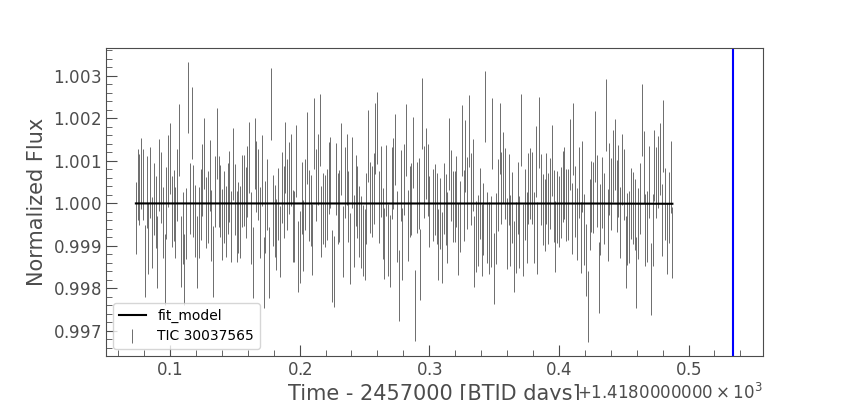 1.003
1.002
1.001
1.000
0.999
0.998
0.997
Normalized Flux
fit_model
TIC 30037565
0.1 0.2 0.3 0.4 0.5
Time - 2457000 [BTJD days]
+1.4180000000 × 10³